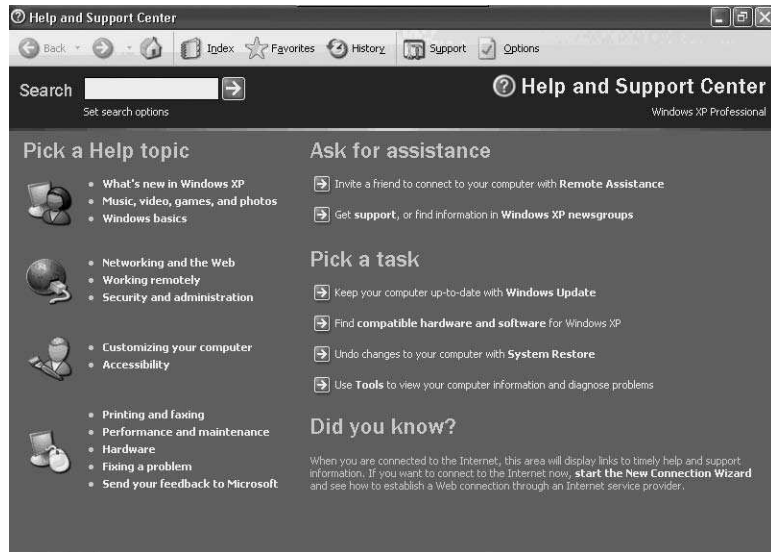 Help and Support Center
Back
Index
Favorites
History
Support
Options
Search
Set search options
Help and Support Center
Windows XP Professional
Pick a Help topic
What's new in Windows XP
Music, video, games, and photos
Windows basics
Networking and the Web
Working remotely
Security and administration
Customizing your computer
Accessibility
Printing and faxing
Performance and maintenance
Hardware
Fixing a problem
Send your feedback to Microsoft
Ask for assistance
Invite a friend to connect to your computer with Remote Assistance
Get support, or find information in Windows XP newsgroups
Pick a task
Keep your computer up-to-date with Windows Update
Find compatible hardware and software for Windows XP
Undo changes to your computer with System Restore
Use Tools to view your computer information and diagnose problems
Did you know?
When you are connected to the Internet, this area will display links to timely help and support
information. If you want to connect to the Internet now, start the New Connection Wizard
and see how to establish a Web connection through an Internet service provider.